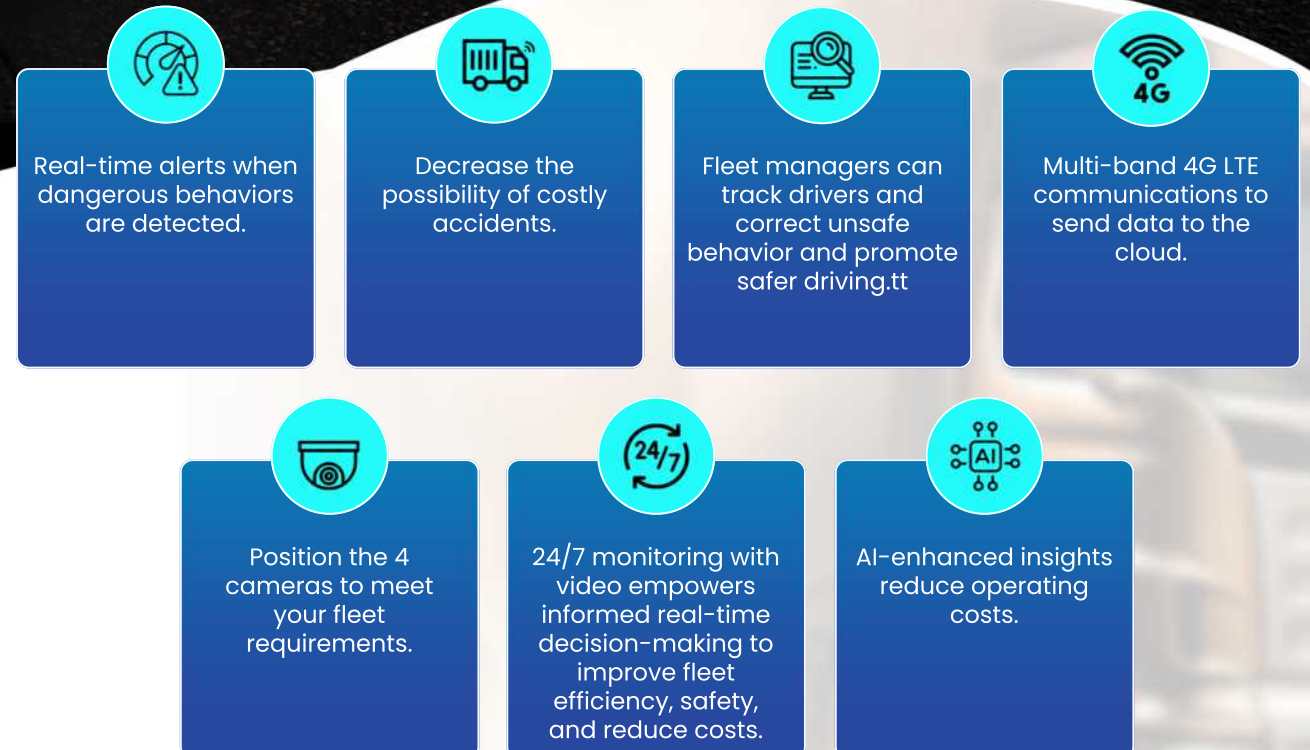 Real-time alerts when
dangerous behaviors
are detected.
Decrease the
possibility of costly
accidents.
Fleet managers can
track drivers and
correct unsafe
behavior and promote
safer driving.tt
4G
Multi-band 4G LTE
communications to
send data to the
cloud.
Position the 4
cameras to meet
your fleet
requirements.
24/7
24/7 monitoring with
video empowers
informed real-time
decision-making to
improve fleet
efficiency, safety,
and reduce costs.
AI
AI-enhanced insights
reduce operating
costs.